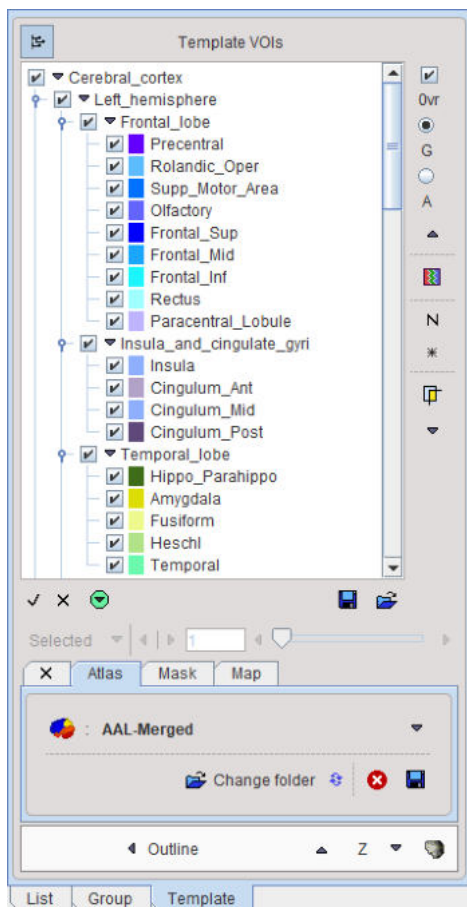 Template VOIs
Cerebral_cortex
Left_hemisphere
Ovr
Frontal_lobe
Precentral
G
Rolandic_Oper
Supp_Motor_Area
A
Olfactory
Frontal_Sup
Frontal_Mid
Frontal_Inf
Rectus
N
Paracentral_Lobule
Insula_and_cingulate_gyri
Insula
Cingulum_Ant
Cingulum_Mid
Cingulum_Post
Temporal_lobe
Hippo_Parahippo
Amygdala
Fusiform
Heschl
Temporal
Selected 1
X Atlas Mask Map
: AAL-Merged
Change folder
Outline Z
List Group Template